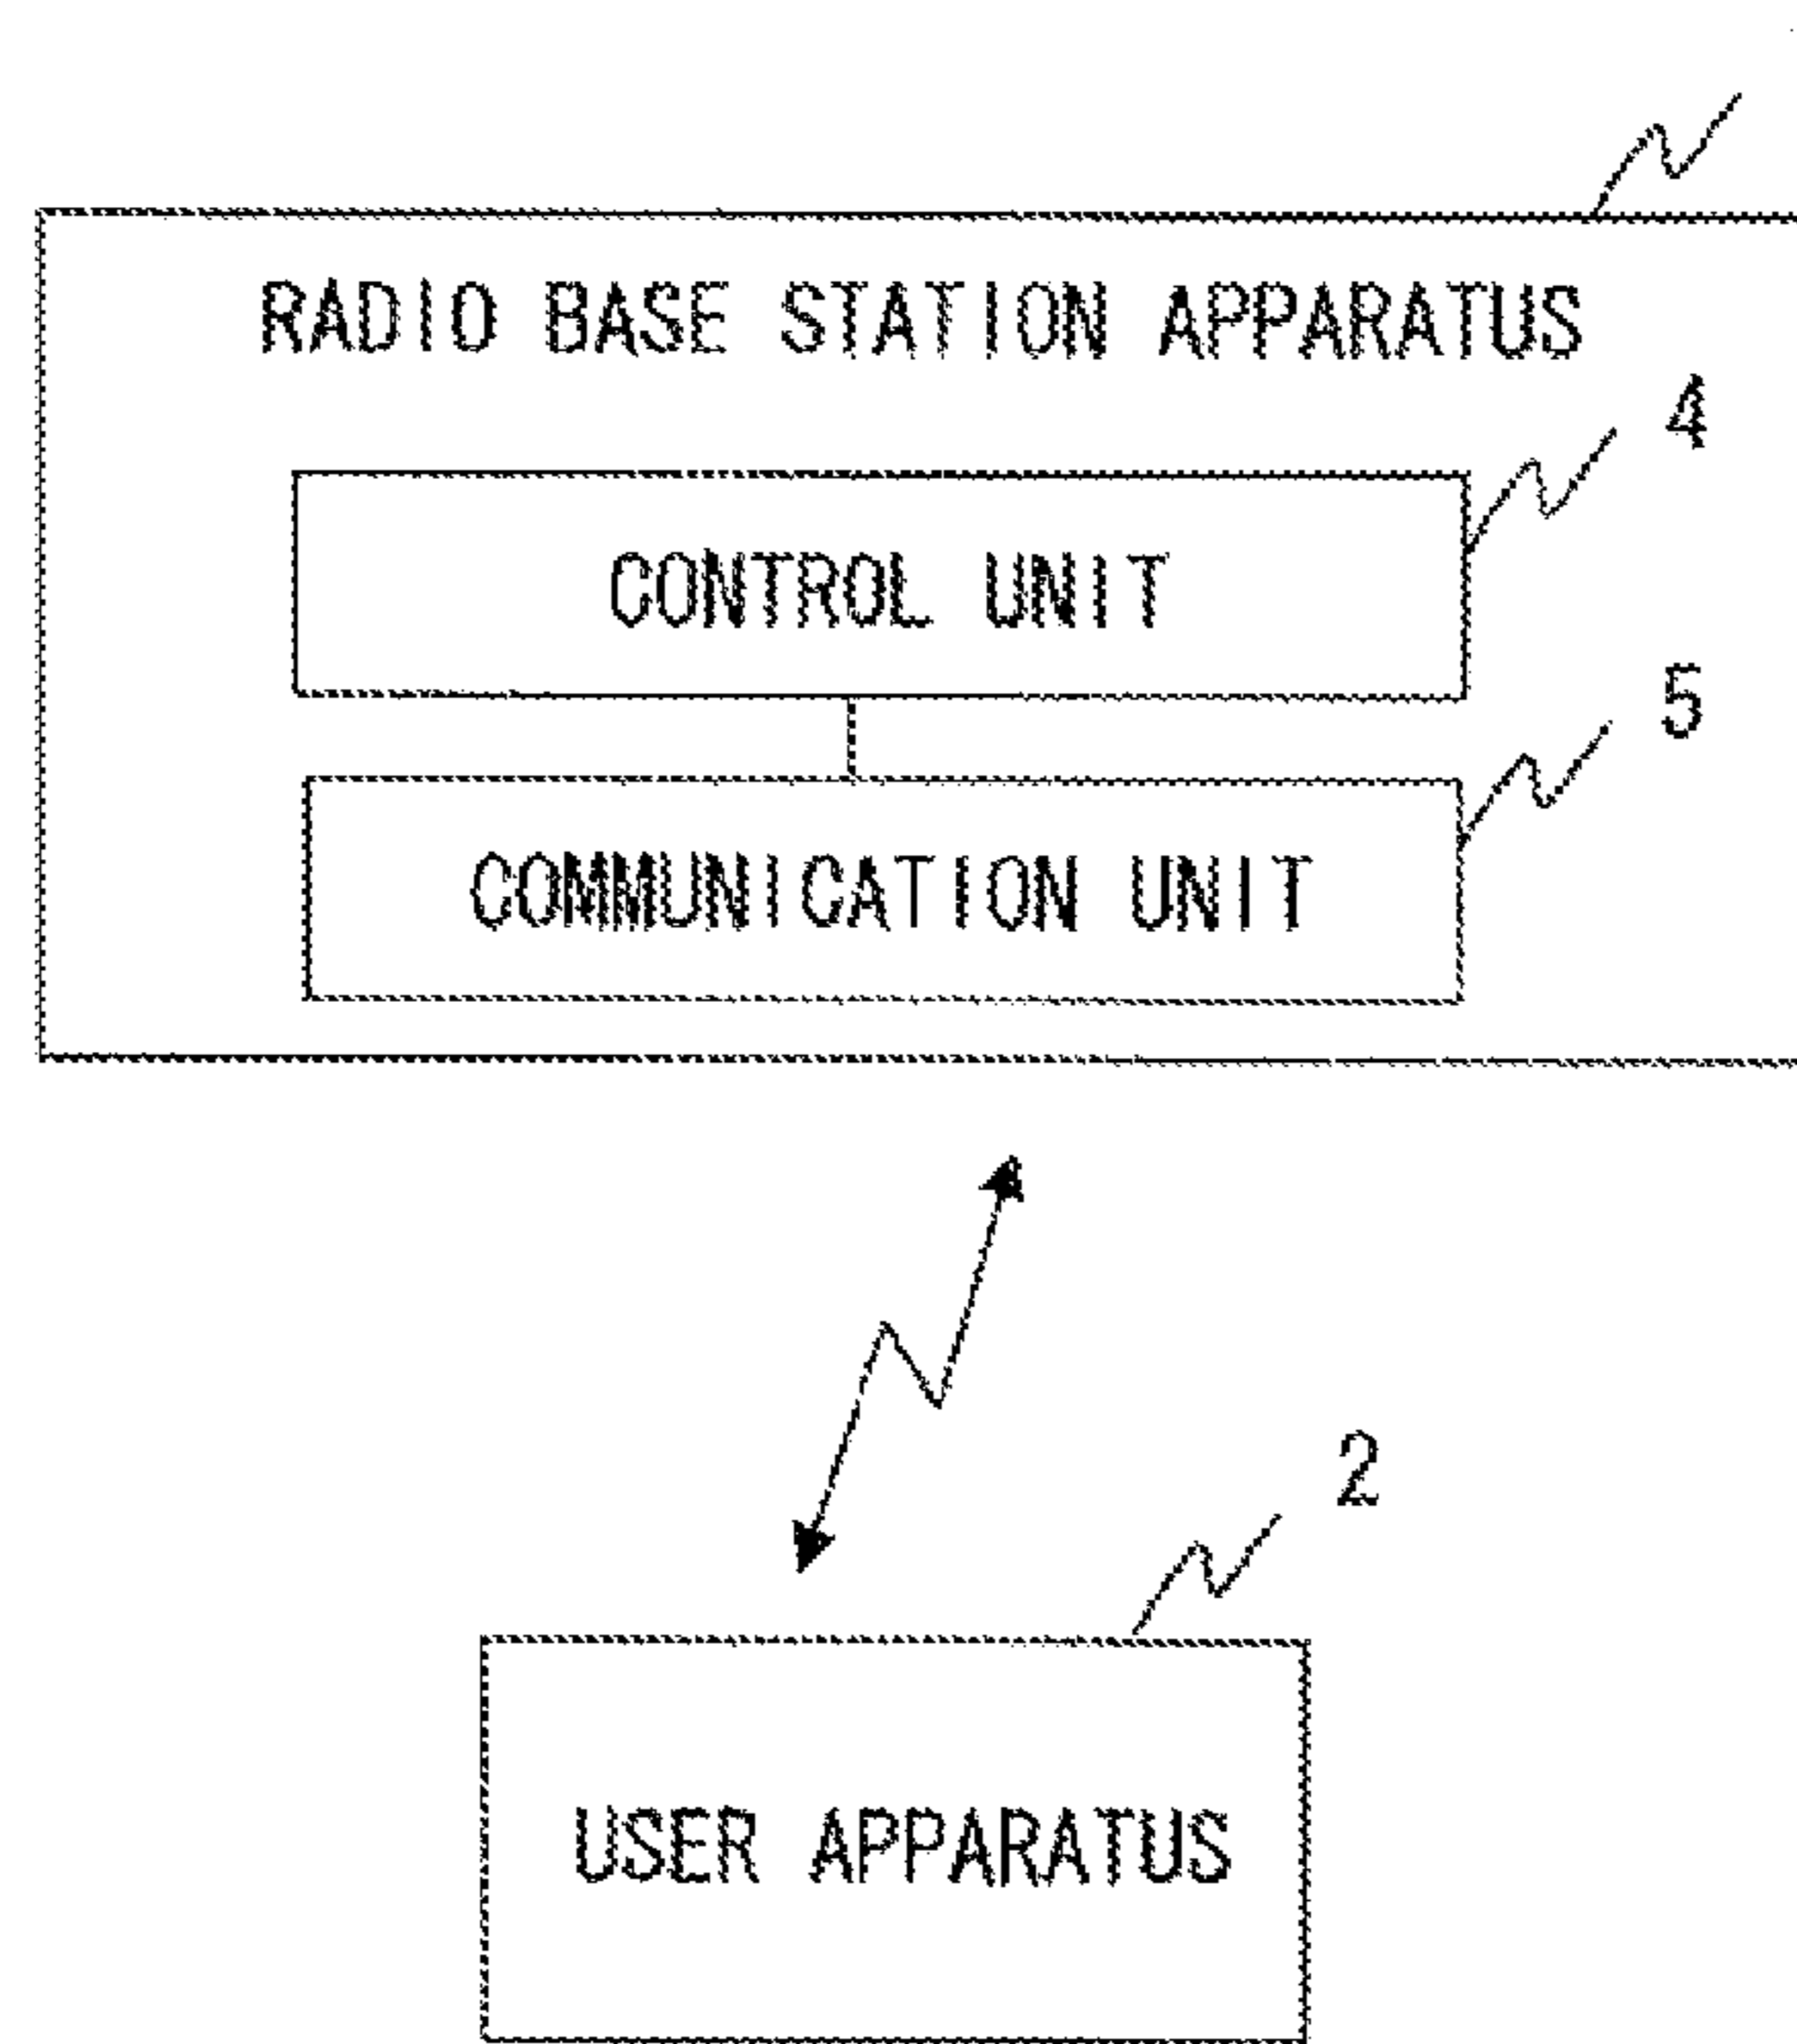 RADIO BASE STATION APPARATUS
4
CONTROL UNIT
5
COMMUNICATION UNIT
2
USER APPARATUS